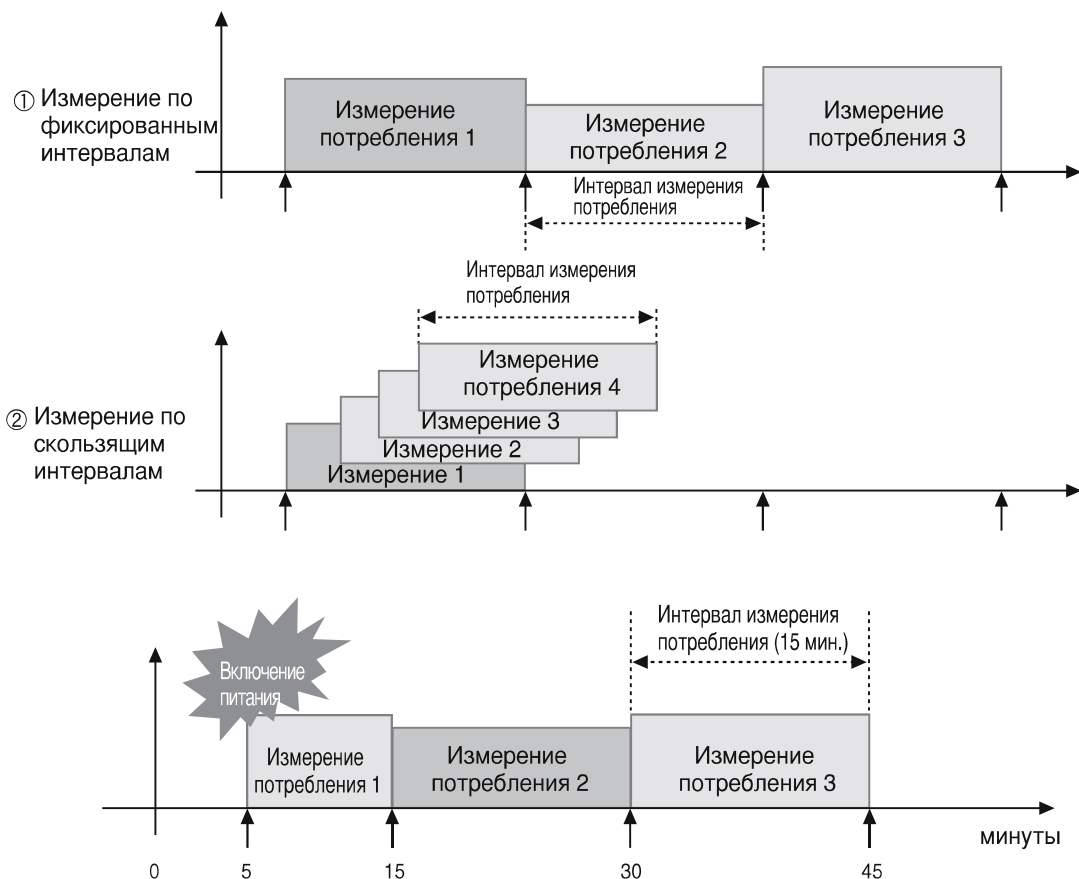 ① Измерение по
фиксированным
интервалам
Измерение
потребления 1
Измерение
потребления 2
Измерение
потребления 3
Интервал измерения
потребления
Интервал измерения
потребления
② Измерение по
скользящим
интервалам
Измерение
потребления 4
Измерение 3
Измерение 2
Измерение 1
Включение
питания
Интервал измерения
потребления (15 мин.)
Измерение
потребления 1
Измерение
потребления 2
Измерение
потребления 3
минуты
0 5 15 30 45